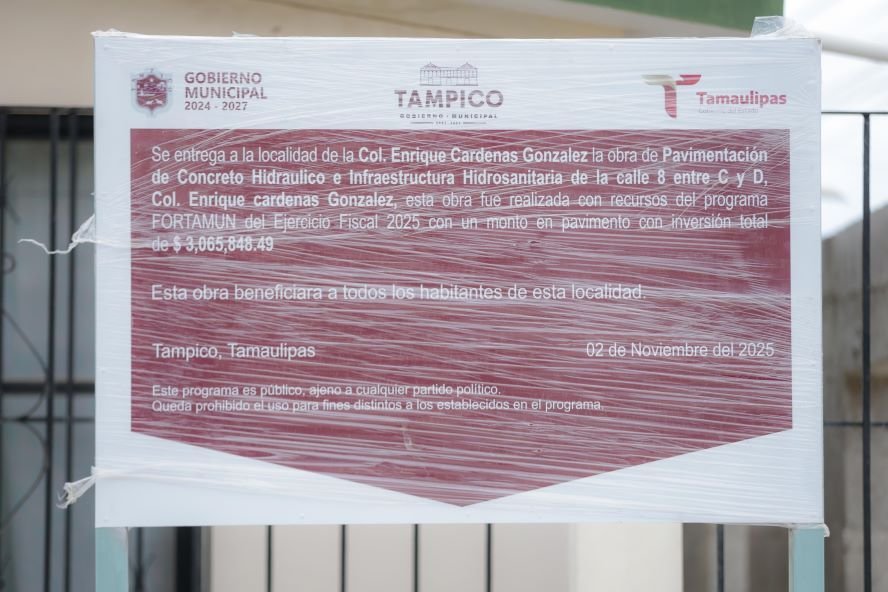 GOBIERNO
MUNICIPAL
2024 - 2027
TAMPICO
GOBIERNO - MUNICIPAL
Tamaulipas
Gobierno del Estado
Se entrega a la localidad de la Col. Enrique Cardenas Gonzalez la obra de Pavimentación
de Concreto Hidraulico e Infraestructura Hidrosanitaria de la calle 8 entre C y D,
Col. Enrique cardenas Gonzalez, esta obra fue realizada con recursos del programa
FORTAMUN del Ejercicio Fiscal 2025 con un monto en pavimento con inversión total
de $ 3,065,848.49
Esta obra beneficiara a todos los habitantes de esta localidad.
Tampico, Tamaulipas 02 de Noviembre del 2025
Este programa es público, ajeno a cualquier partido político.
Queda prohibido el uso para fines distintos a los establecidos en el programa.